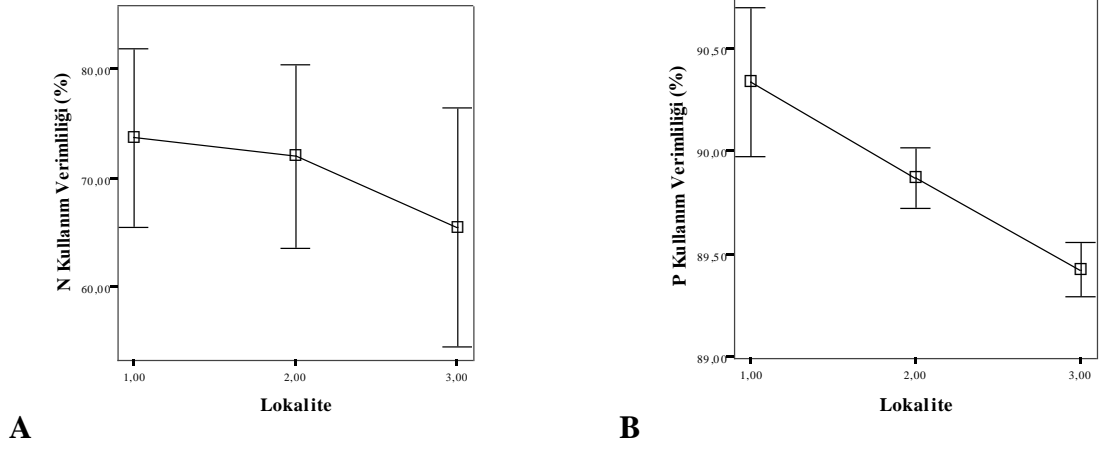 N Kullanım Verimliliği (%)
80,00
70,00
60,00
1,00 2,00 3,00
Lokalite
A
P Kullanım Verimliliği (%)
90,50
90,00
89,50
89,00
1,00 2,00 3,00
Lokalite
B